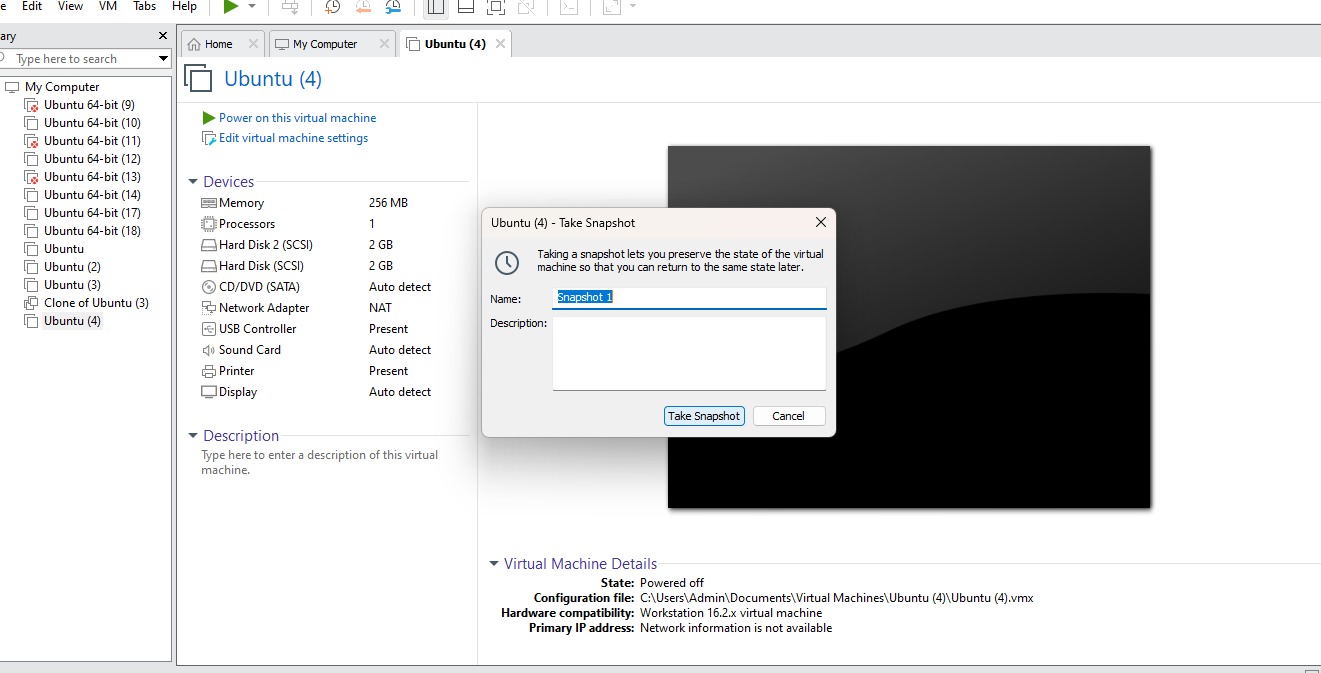 e Edit View VM Tabs Help
ary
Type here to search
My Computer
Ubuntu 64-bit (9)
Ubuntu 64-bit (10)
Ubuntu 64-bit (11)
Ubuntu 64-bit (12)
Ubuntu 64-bit (13)
Ubuntu 64-bit (14)
Ubuntu 64-bit (17)
Ubuntu 64-bit (18)
Ubuntu
Ubuntu (2)
Ubuntu (3)
Clone of Ubuntu (3)
Ubuntu (4)
Home My Computer Ubuntu (4)
Ubuntu (4)
Power on this virtual machine
Edit virtual machine settings
Devices
Memory 256 MB
Processors 1
Hard Disk 2 (SCSI) 2 GB
Hard Disk (SCSI) 2 GB
CD/DVD (SATA) Auto detect
Network Adapter NAT
USB Controller Present
Sound Card Auto detect
Printer Present
Display Auto detect
Description
Type here to enter a description of this virtual
machine.
Ubuntu (4) - Take Snapshot
Taking a snapshot lets you preserve the state of the virtual
machine so that you can return to the same state later.
Name: Snapshot 1
Description:
Take Snapshot Cancel
Virtual Machine Details
State: Powered off
Configuration file: C:\Users\Admin\Documents\Virtual Machines\Ubuntu (4)\Ubuntu (4).vmx
Hardware compatibility: Workstation 16.2.x virtual machine
Primary IP address: Network information is not available